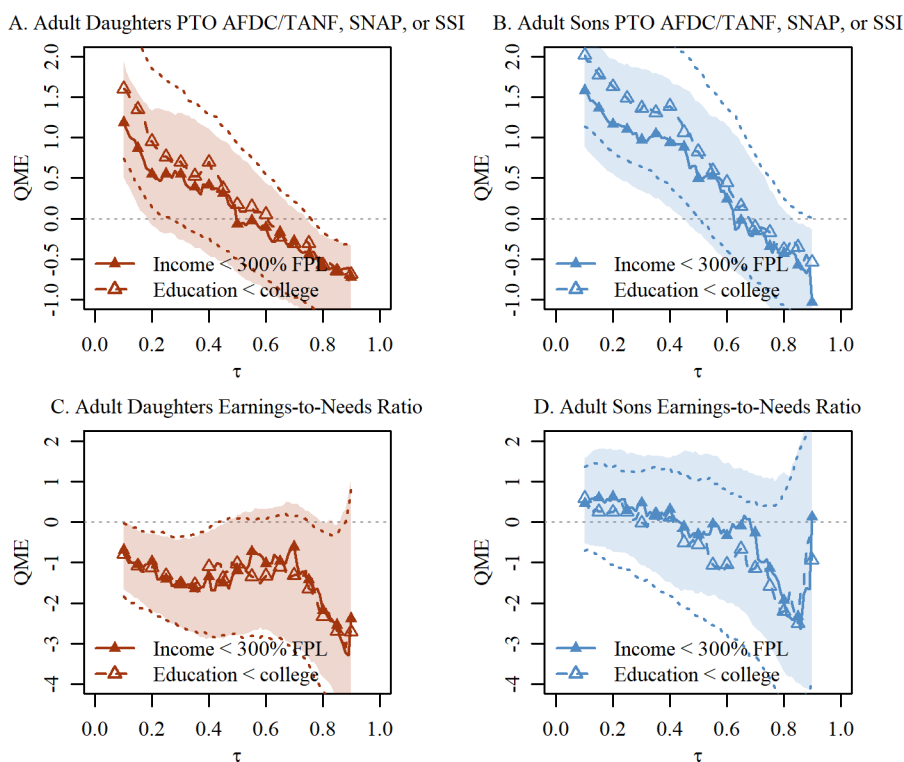 A. Adult Daughters PTO AFDC/TANF, SNAP, or SSI
QME
2.0
1.5
1.0
0.5
0.0
-0.5
-1.0
Income < 300% FPL
Education < college
0.0 0.2 0.4 0.6 0.8 1.0
τ
B. Adult Sons PTO AFDC/TANF, SNAP, or SSI
QME
2.0
1.5
1.0
0.5
0.0
-0.5
-1.0
Income < 300% FPL
Education < college
0.0 0.2 0.4 0.6 0.8 1.0
τ
C. Adult Daughters Earnings-to-Needs Ratio
QME
2
1
0
-1
-2
-3
-4
Income < 300% FPL
Education < college
0.0 0.2 0.4 0.6 0.8 1.0
τ
D. Adult Sons Earnings-to-Needs Ratio
QME
2
1
0
-1
-2
-3
-4
Income < 300% FPL
Education < college
0.0 0.2 0.4 0.6 0.8 1.0
τ